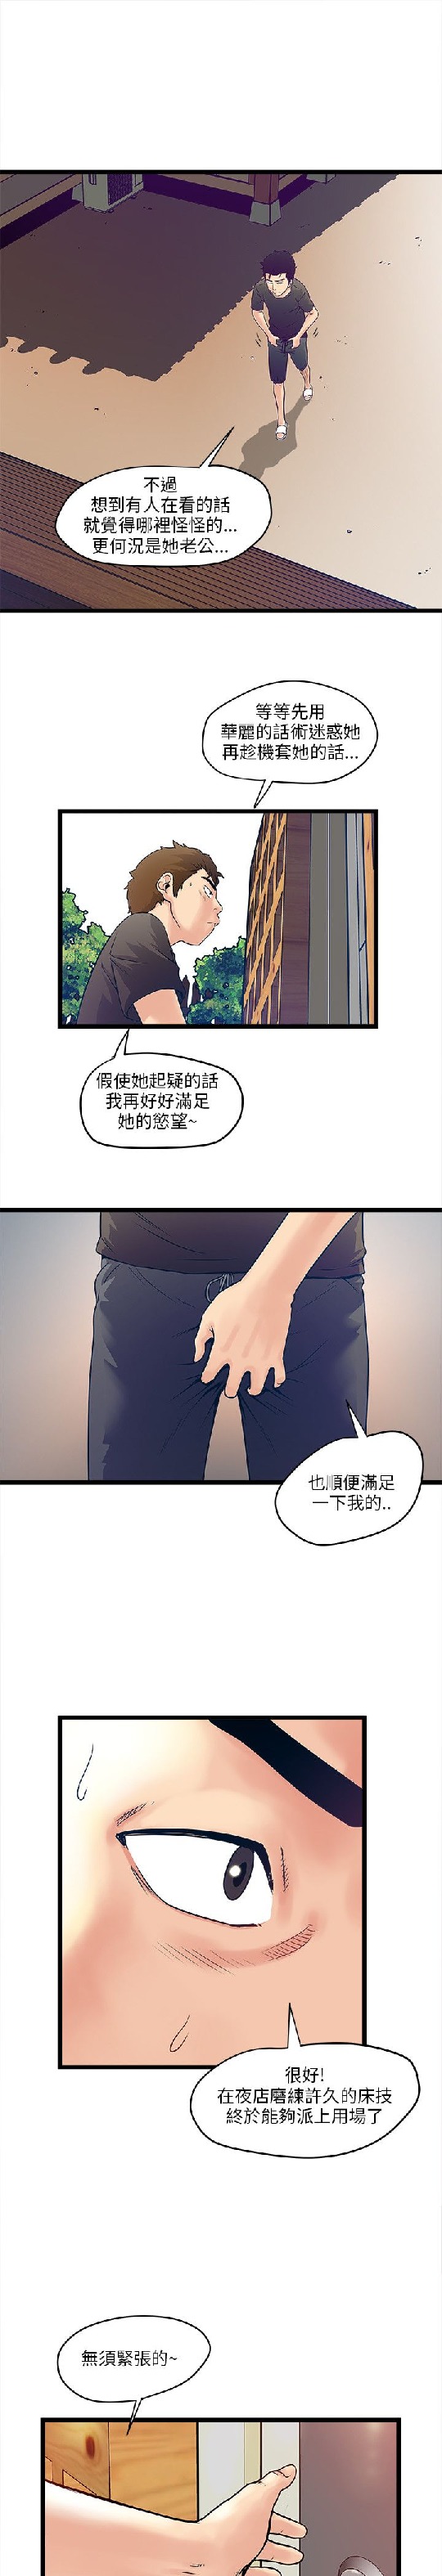 不過
想到有人在看的話
就覺得哪裡怪怪的...
更何況是她老公...
等等先用
華麗的話術迷惑她
再趁機套她的話...
假使她起疑的話
我再好好滿足
她的慾望~
也順便滿足
一下我的..
很好!
在夜店磨練許久的床技
終於能夠派上用場了
無須緊張的~